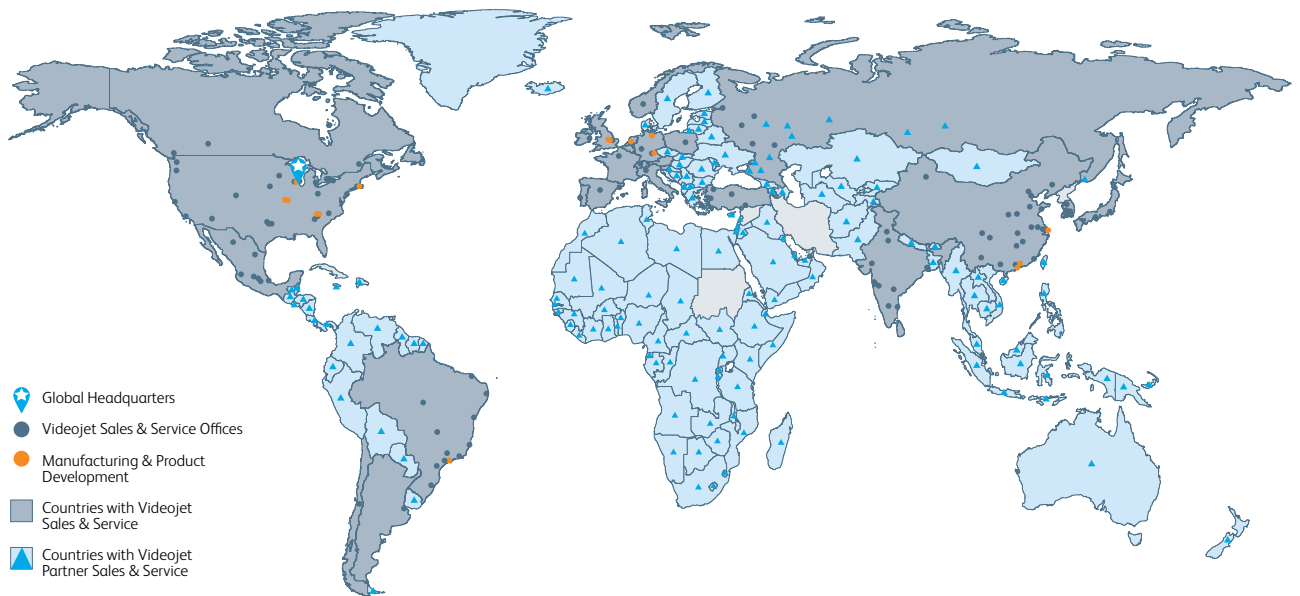 Global Headquarters
Videojet Sales & Service Offices
Manufacturing & Product
Development
Countries with Videojet
Sales & Service
Countries with Videojet
Partner Sales & Service